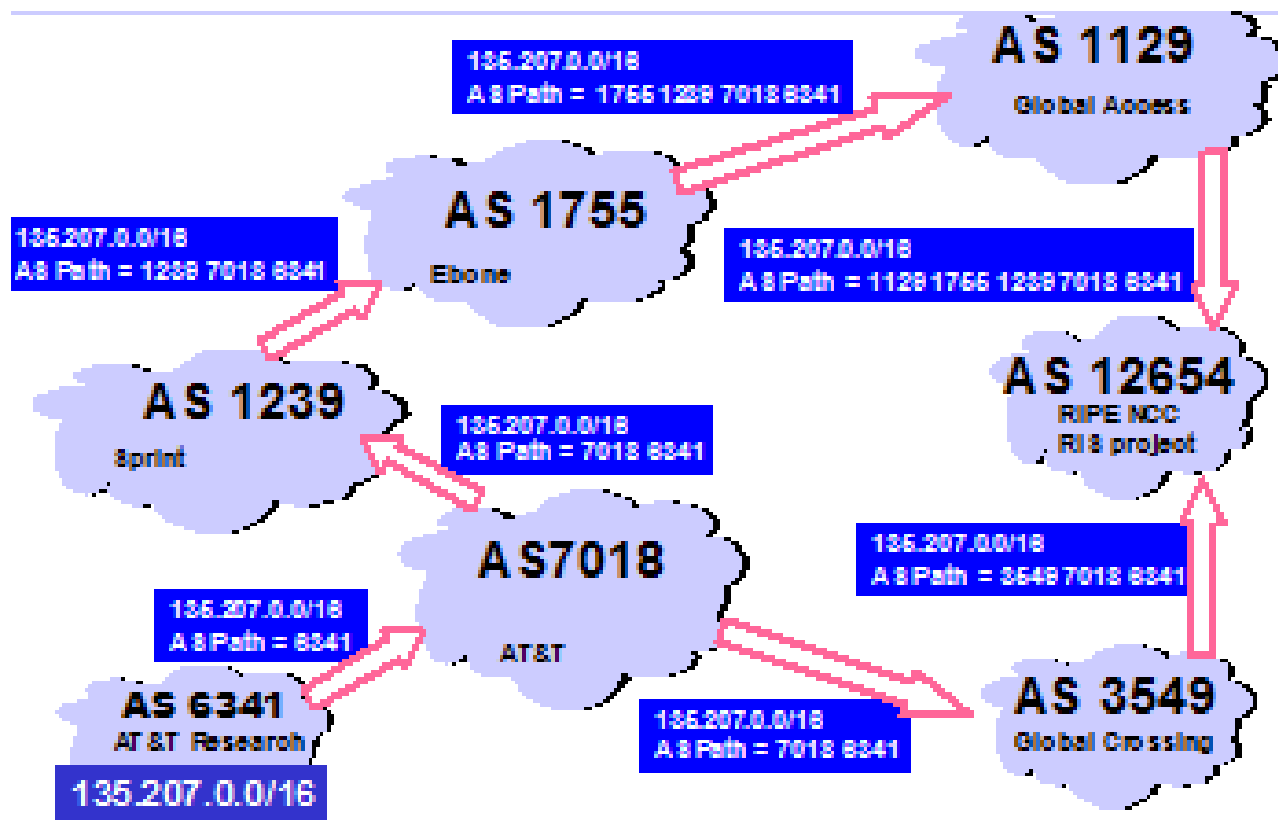 AS 1129
Global Access
135.207.0.0/16
AS Path = 1755 1239 7018 6341
AS 1755
Ebone
135.207.0.0/16
AS Path = 1239 7018 6341
135.207.0.0/16
AS Path = 1129 1755 1239 7018 6341
AS 1239
Sprint
AS 12654
RIPE NCC
RIS project
135.207.0.0/16
AS Path = 7018 6341
AS7018
AT&T
135.207.0.0/16
AS Path = 3549 7018 6341
135.207.0.0/16
AS Path = 6341
AS 6341
AT&T Research
135.207.0.0/16
135.207.0.0/16
AS Path = 7018 6341
AS 3549
Global Crossing